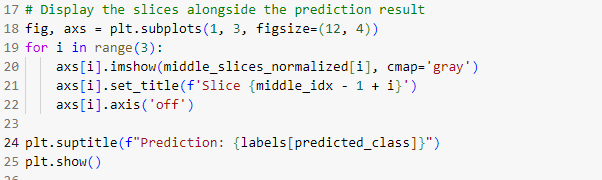 17 # Display the slices alongside the prediction result
18 fig, axs = plt.subplots(1, 3, figsize=(12, 4))
19 for i in range(3):
20     axs[i].imshow(middle_slices_normalized[i], cmap='gray')
21     axs[i].set_title(f'Slice {middle_idx - 1 + i}')
22     axs[i].axis('off')
23
24 plt.suptitle(f"Prediction: {labels[predicted_class]}")
25 plt.show()